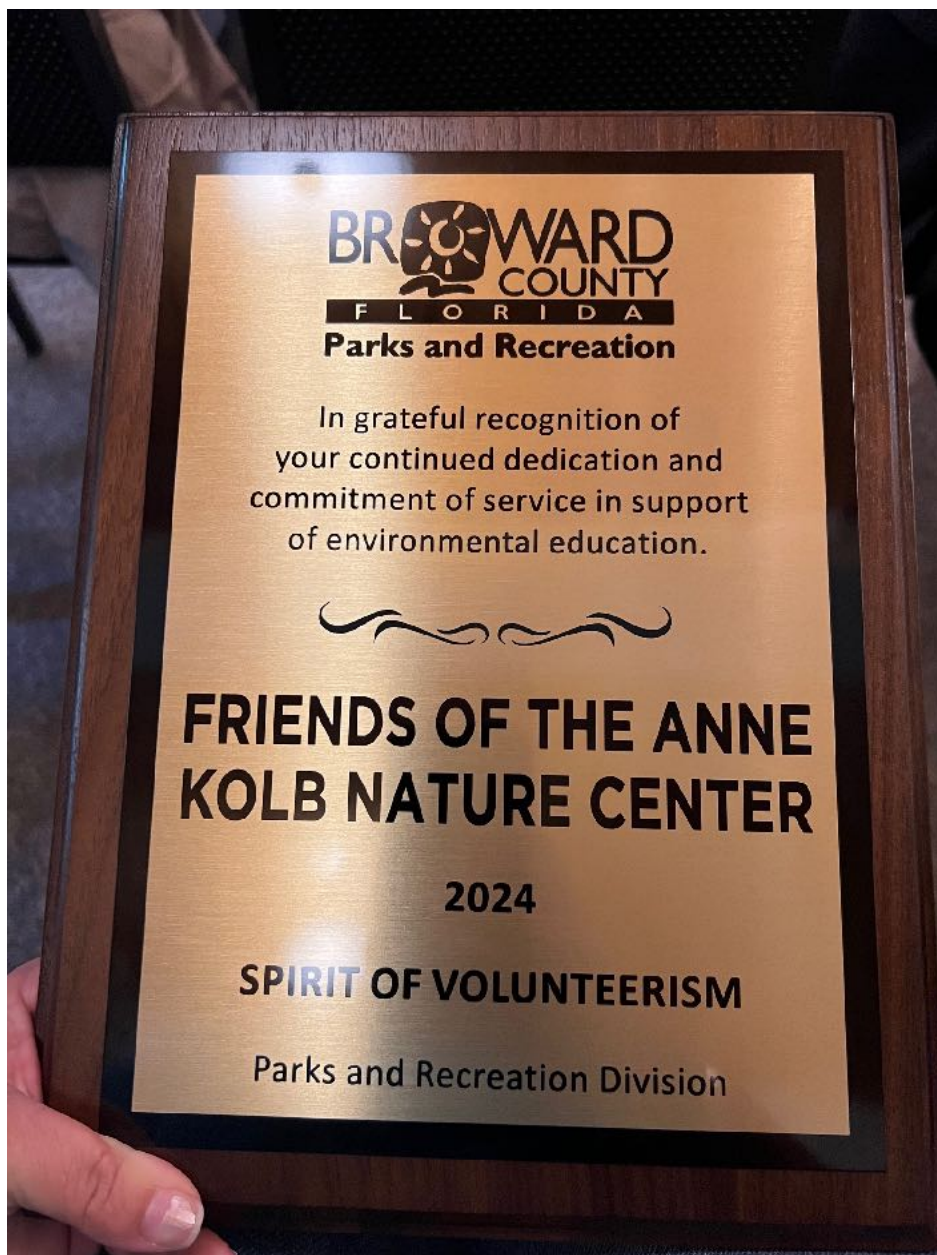 BROWARD
COUNTY
FLORIDA
Parks and Recreation
In grateful recognition of
your continued dedication and
commitment of service in support
of environmental education.
FRIENDS OF THE ANNE
KOLB NATURE CENTER
2024
SPIRIT OF VOLUNTEERISM
Parks and Recreation Division